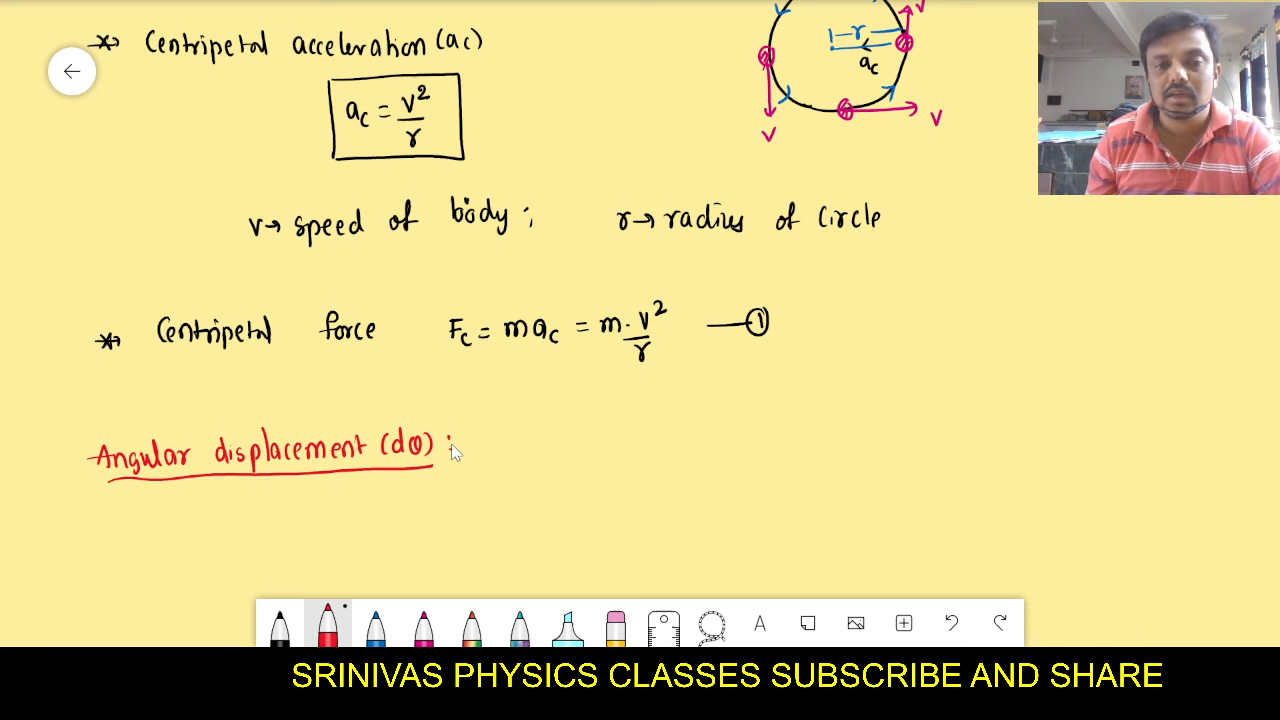 * Centripetal acceleration (ac)
V
r
ac
ac = v²/r
V
V
v → speed of body ; r → radius of circle
* Centripetal force Fc = mac = m. v²/r —①
Angular displacement (dθ) :
A
SRINIVAS PHYSICS CLASSES SUBSCRIBE AND SHARE